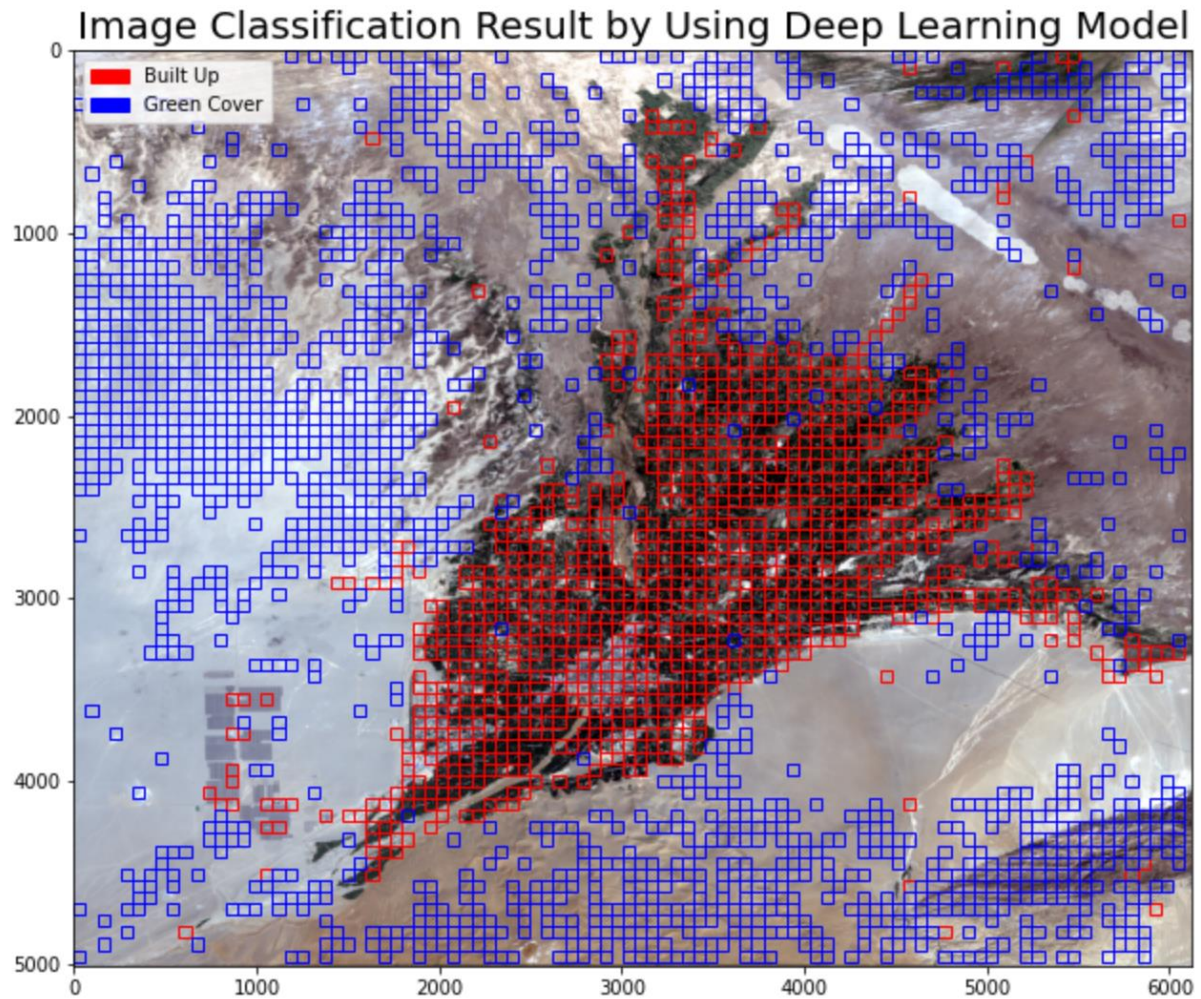 Image Classification Result by Using Deep Learning Model
Built Up
Green Cover
0
1000
2000
3000
4000
5000
0 1000 2000 3000 4000 5000 6000